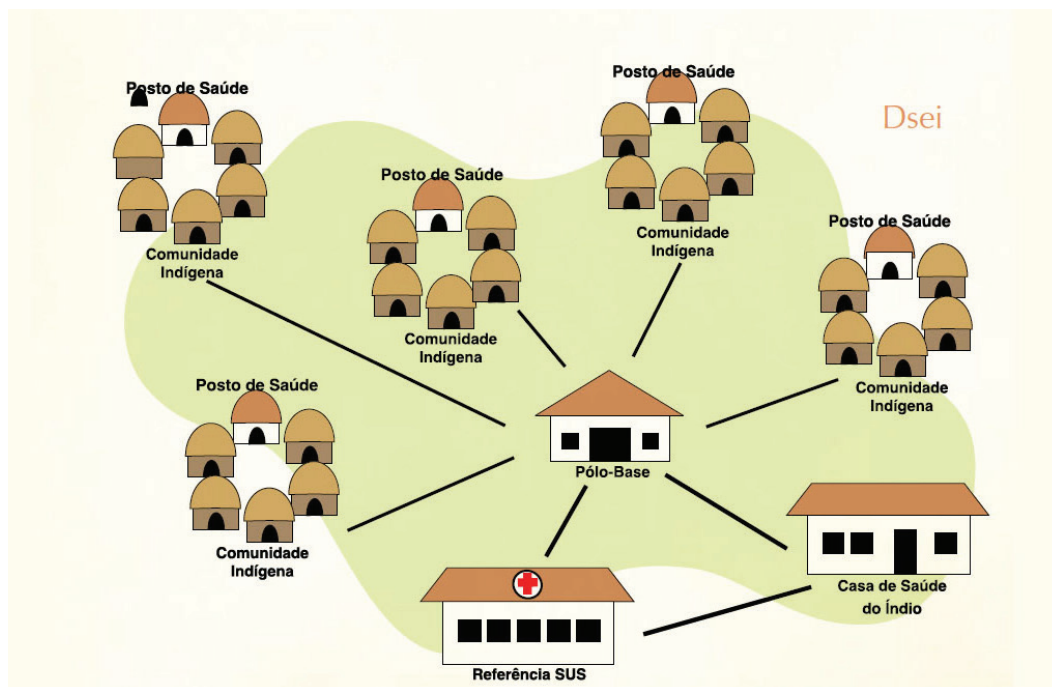 Posto de Saúde
Posto de Saúde
Dsei
Posto de Saúde
Posto de Saúde
Comunidade
Indígena
Comunidade
Indígena
Comunidade
Indígena
Posto de Saúde
Comunidade
Indígena
Pólo-Base
Comunidade
Indígena
Casa de Saúde
do Índio
Referência SUS